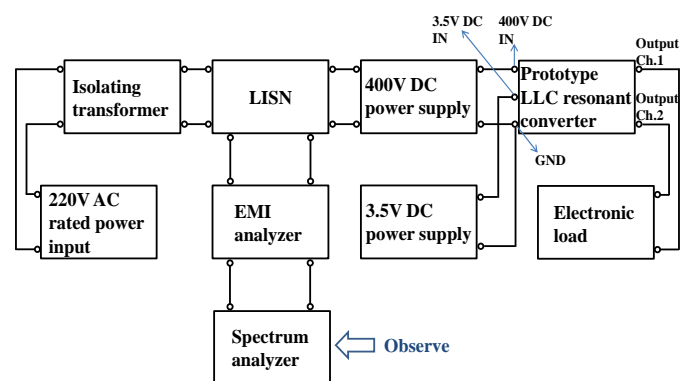 3.5V DC
IN
400V DC
IN
Output
Ch.1
Isolating
transformer
LISN
400V DC
power supply
Prototype
LLC resonant
converter
Output
Ch.2
GND
220V AC
rated power
input
EMI
analyzer
3.5V DC
power supply
Electronic
load
Spectrum
analyzer
Observe